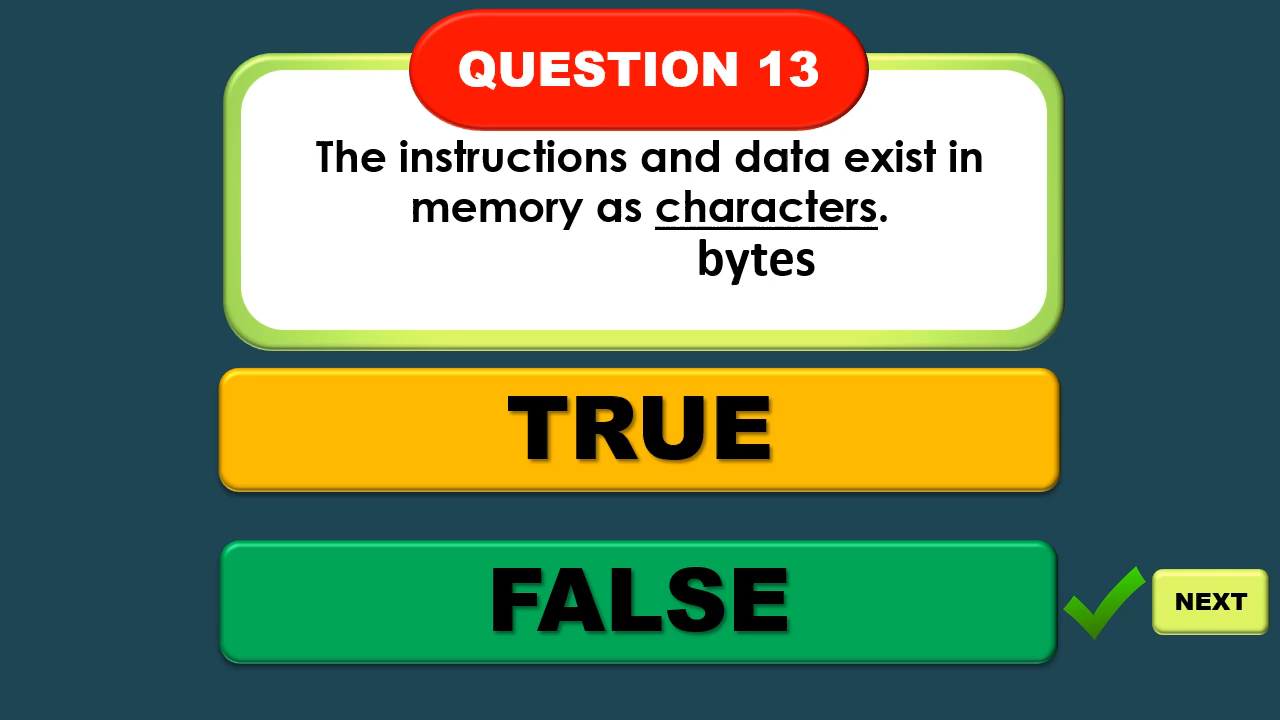 QUESTION 13
The instructions and data exist in
memory as characters.
bytes
TRUE
FALSE
NEXT